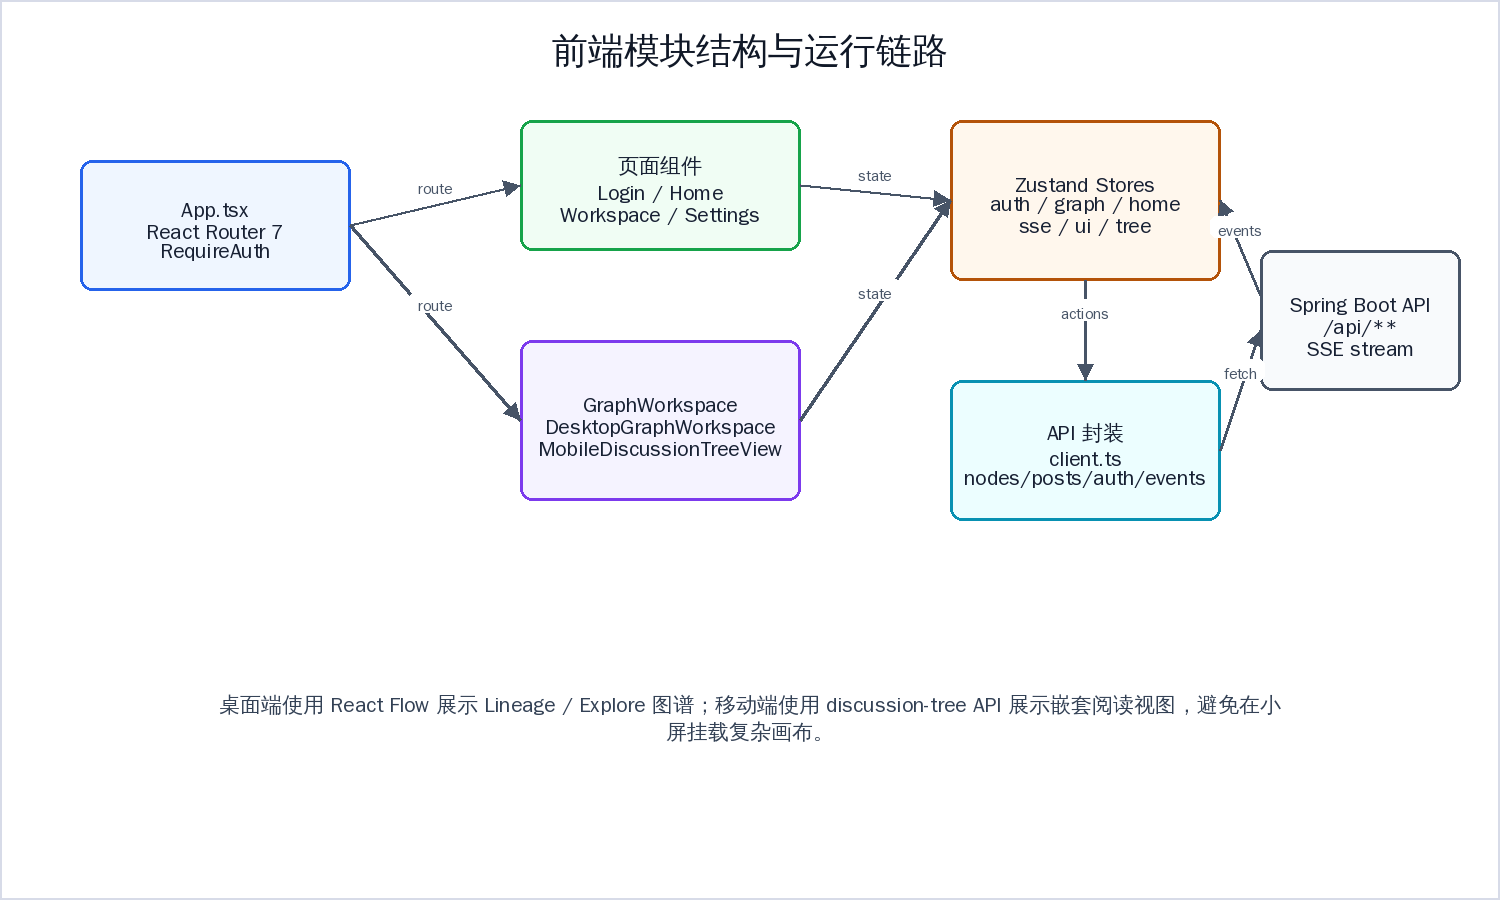 前端模块结构与运行链路
App.tsx
React Router 7
RequireAuth
route
route
页面组件
Login / Home
Workspace / Settings
GraphWorkspace
DesktopGraphWorkspace
MobileDiscussionTreeView
state
state
Zustand Stores
auth / graph / home
sse / ui / tree
actions
API 封装
client.ts
nodes/posts/auth/events
events
fetch
Spring Boot API
/api/**
SSE stream
桌面端使用 React Flow 展示 Lineage / Explore 图谱；移动端使用 discussion-tree API 展示嵌套阅读视图，避免在小
屏挂载复杂画布。